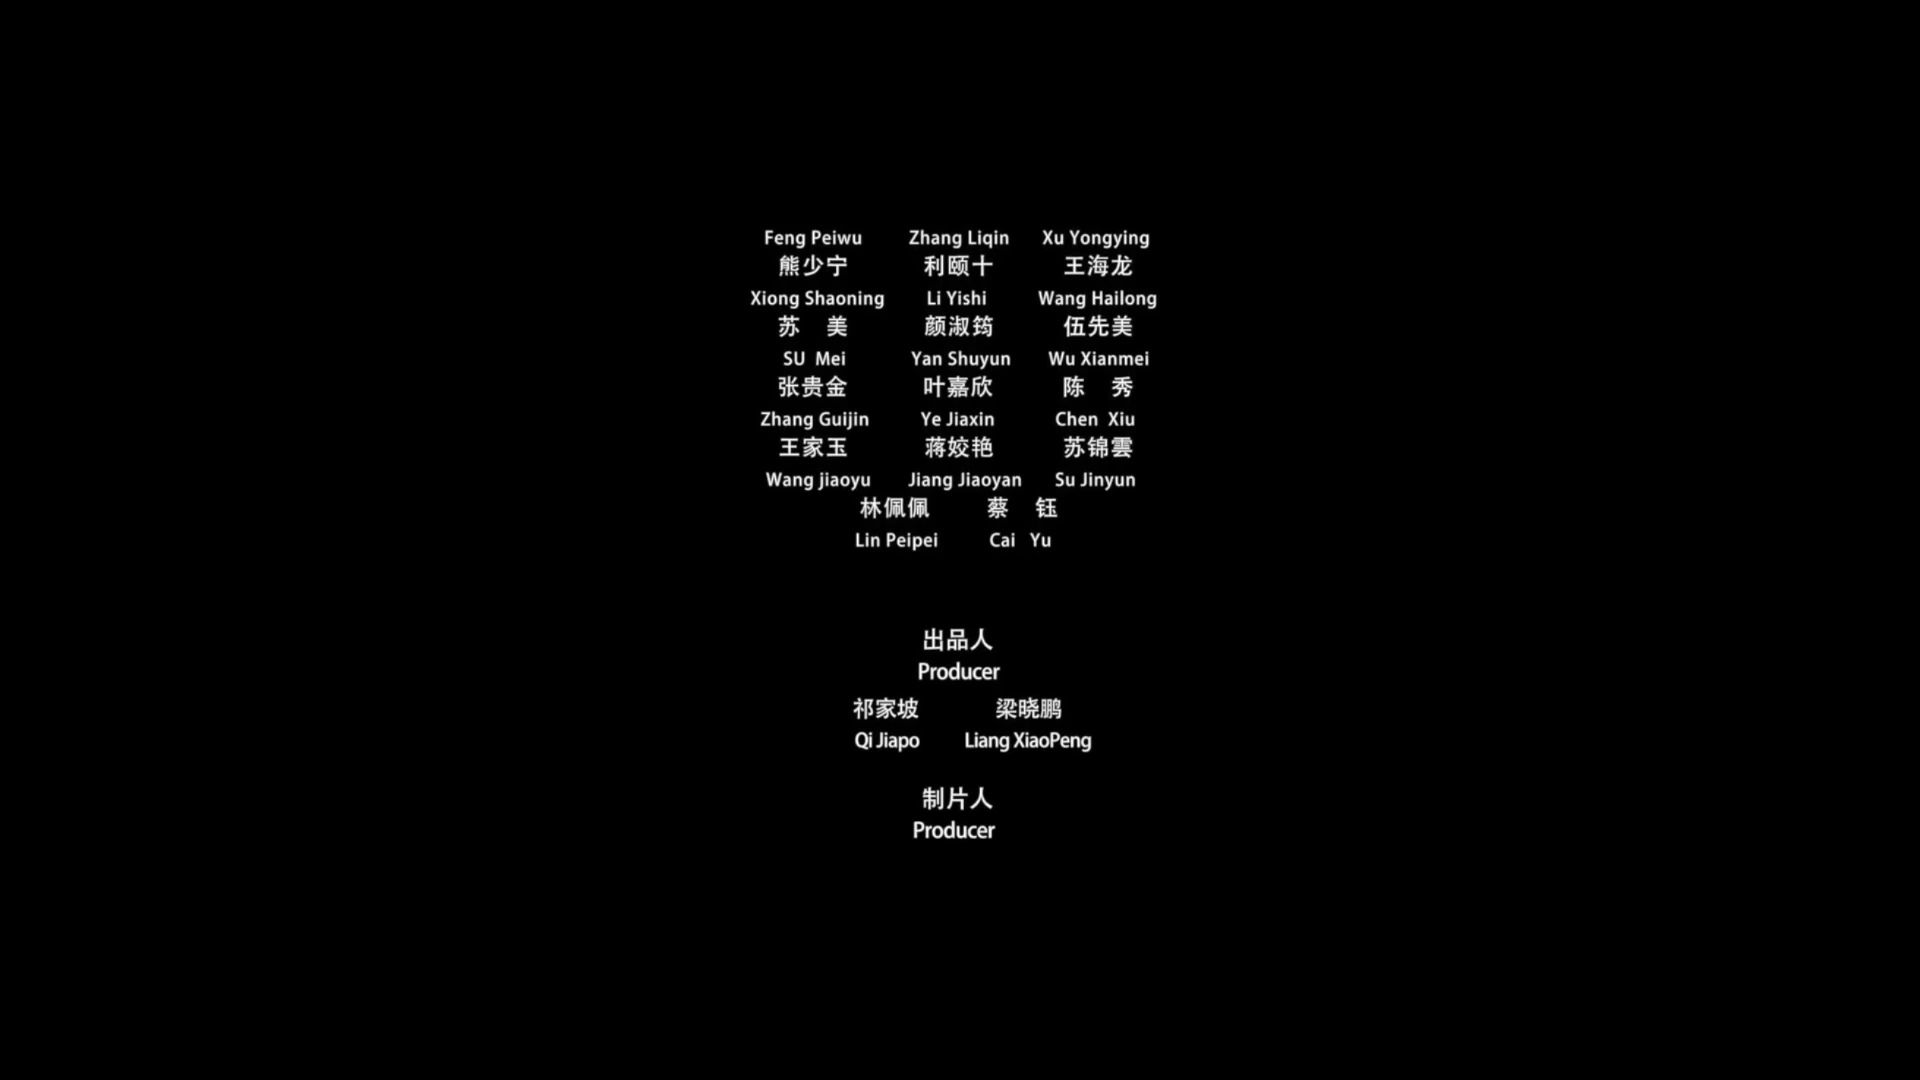 Feng Peiwu Zhang Liqin Xu Yongying
熊少宁 利颐十 王海龙
Xiong Shaoning Li Yishi Wang Hailong
苏 美 颜淑筠 伍先美
SU Mei Yan Shuyun Wu Xianmei
张贵金 叶嘉欣 陈 秀
Zhang Guijin Ye Jiaxin Chen Xiu
王家玉 蒋姣艳 苏锦雲
Wang jiaoyu Jiang Jiaoyan Su Jinyun
林佩佩 蔡 钰
Lin Peipei Cai Yu
出品人
Producer
祁家坡 梁晓鹏
Qi Jiapo Liang XiaoPeng
制片人
Producer